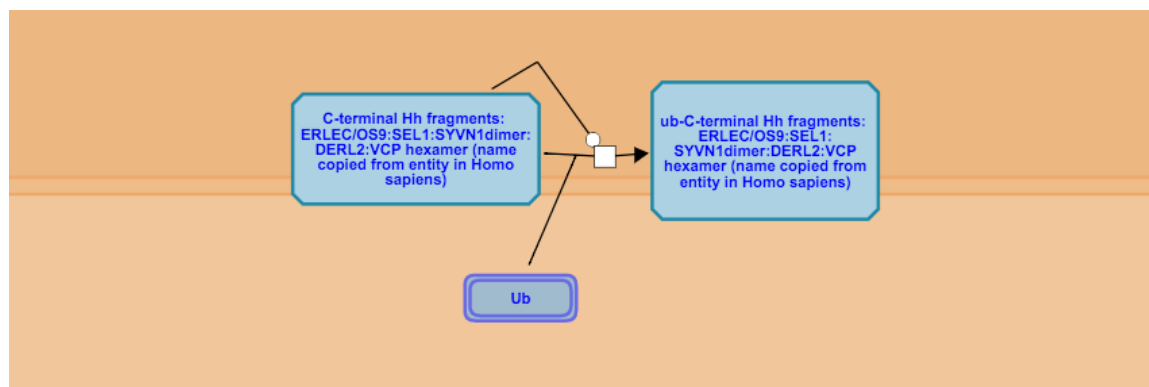 C-terminal Hh fragments:
ERLEC/OS9:SEL1:SYVN1dimer:
DERL2:VCP hexamer (name
copied from entity in Homo
sapiens)
ub-C-terminal Hh fragments:
ERLEC/OS9:SEL1:
SYVN1dimer:DERL2:VCP
hexamer (name copied from
entity in Homo sapiens)
Ub